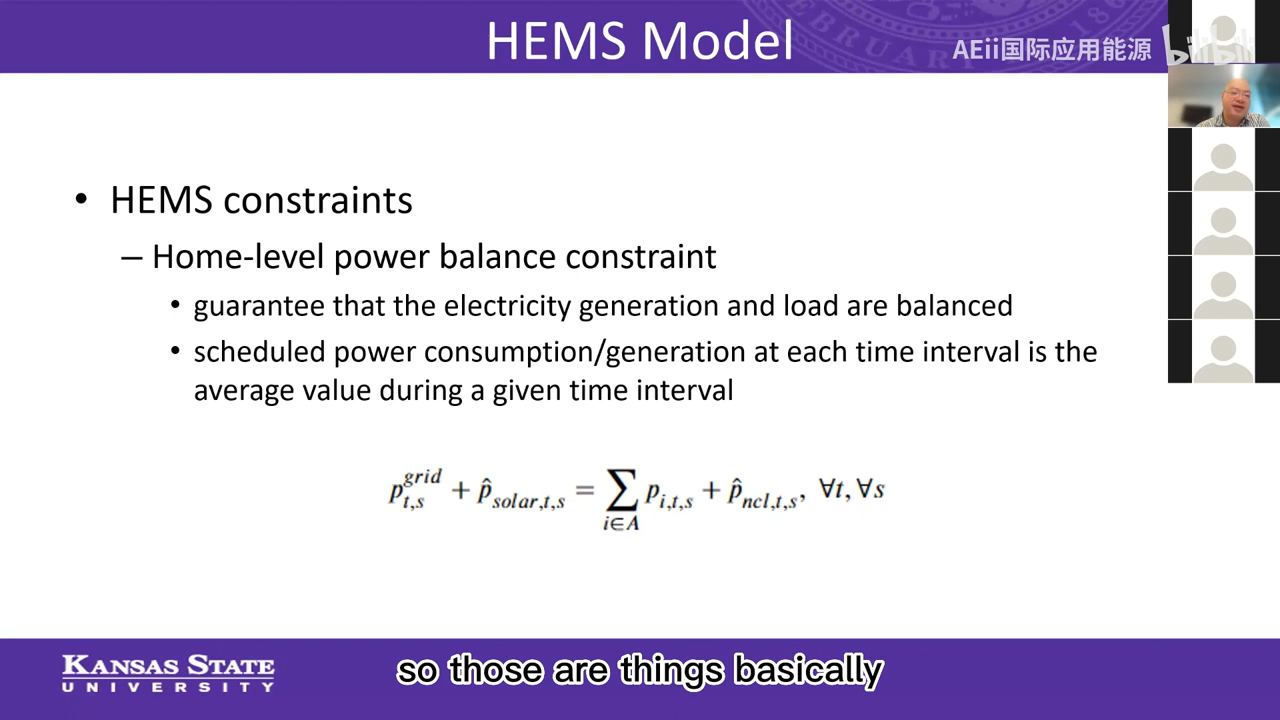 HEMS Model
AEii国际应用能源 bilibili
• HEMS constraints
– Home-level power balance constraint
• guarantee that the electricity generation and load are balanced
• scheduled power consumption/generation at each time interval is the
average value during a given time interval
p_{t,s}^{grid} + p̂_{solar,t,s} = ∑_{i∈A} p_{i,t,s} + p̂_{ncl,t,s}, ∀t,∀s
KANSAS STATE
UNIVERSITY
so those are things basically